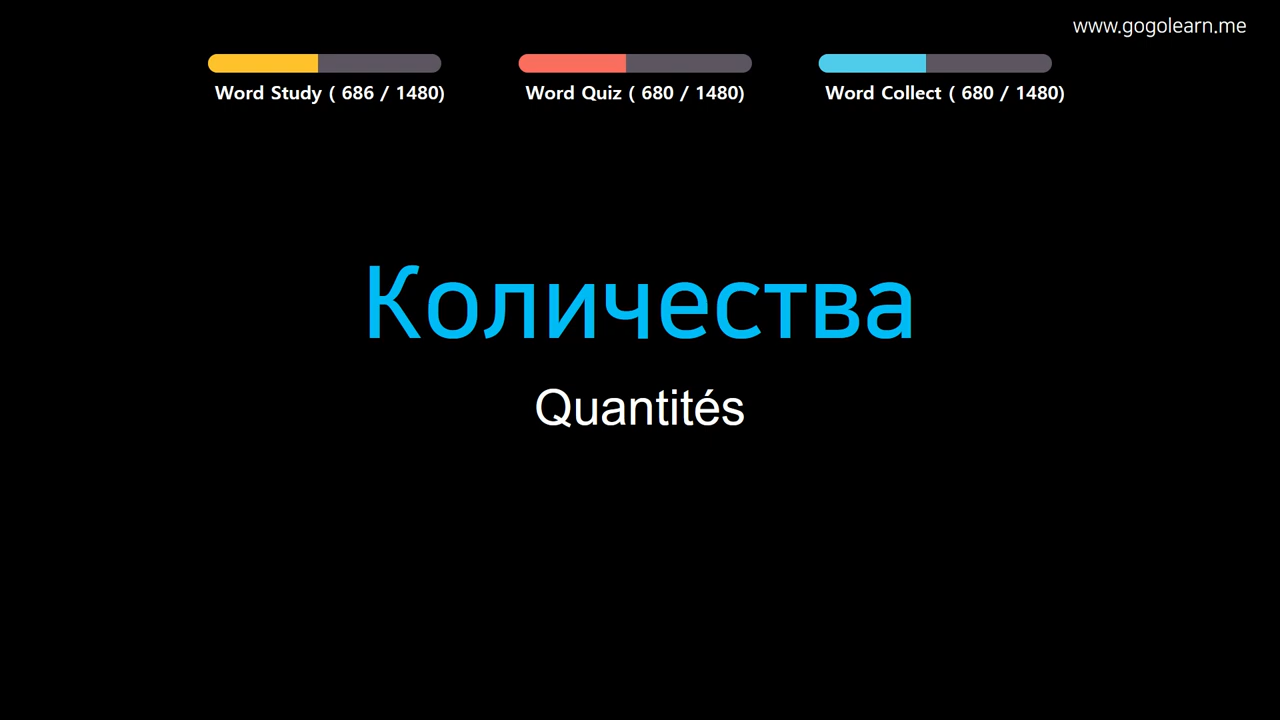 www.gogolearn.me
Word Study ( 686 / 1480)
Word Quiz ( 680 / 1480)
Word Collect ( 680 / 1480)
Количества
Quantités